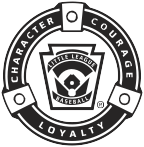 CHARACTER
COURAGE
LOYALTY
LITTLE LEAGUE
BASEBALL
®